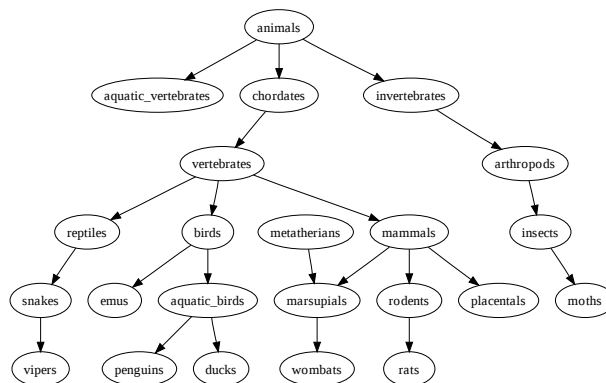 animals
aquatic_vertebrates chordates invertebrates
vertebrates arthropods
reptiles birds metatherians mammals insects
snakes emus aquatic_birds marsupials rodents placentals moths
vipers penguins ducks wombats rats